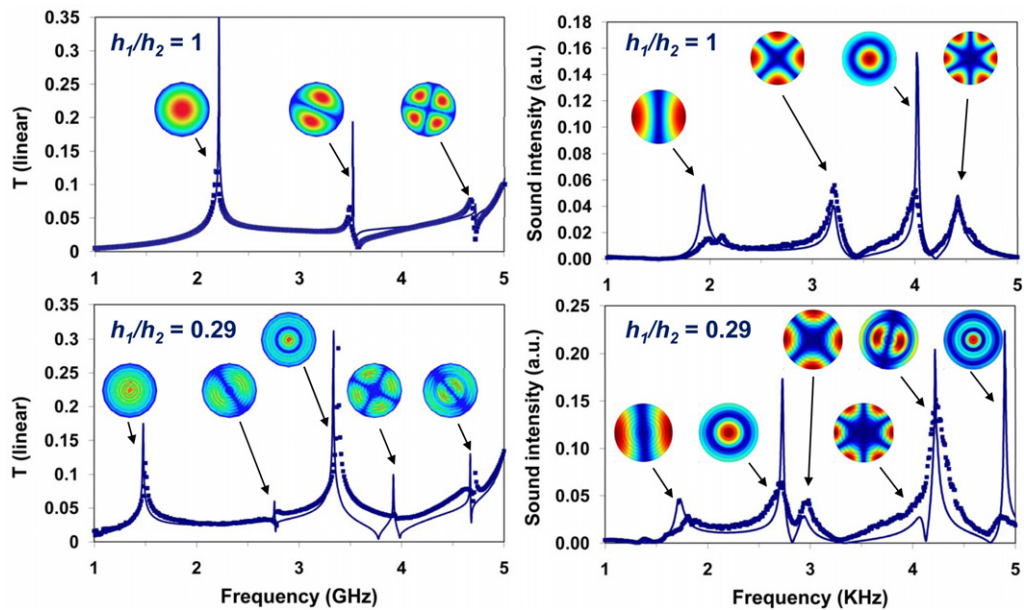 0.35
0.3
0.25
0.2
0.15
0.1
0.05
0
T (linear)
h1/h2 = 1
1 2 3 4 5
0.18
0.16
0.14
0.12
0.10
0.08
0.06
0.04
0.02
0.00
Sound intensity (a.u.)
h1/h2 = 1
1 2 3 4 5
0.35
0.3
0.25
0.2
0.15
0.1
0.05
0
T (linear)
h1/h2 = 0.29
1 2 3 4 5
Frequency (GHz)
0.25
0.20
0.15
0.10
0.05
0.00
Sound intensity (a.u.)
h1/h2 = 0.29
1 2 3 4 5
Frequency (KHz)